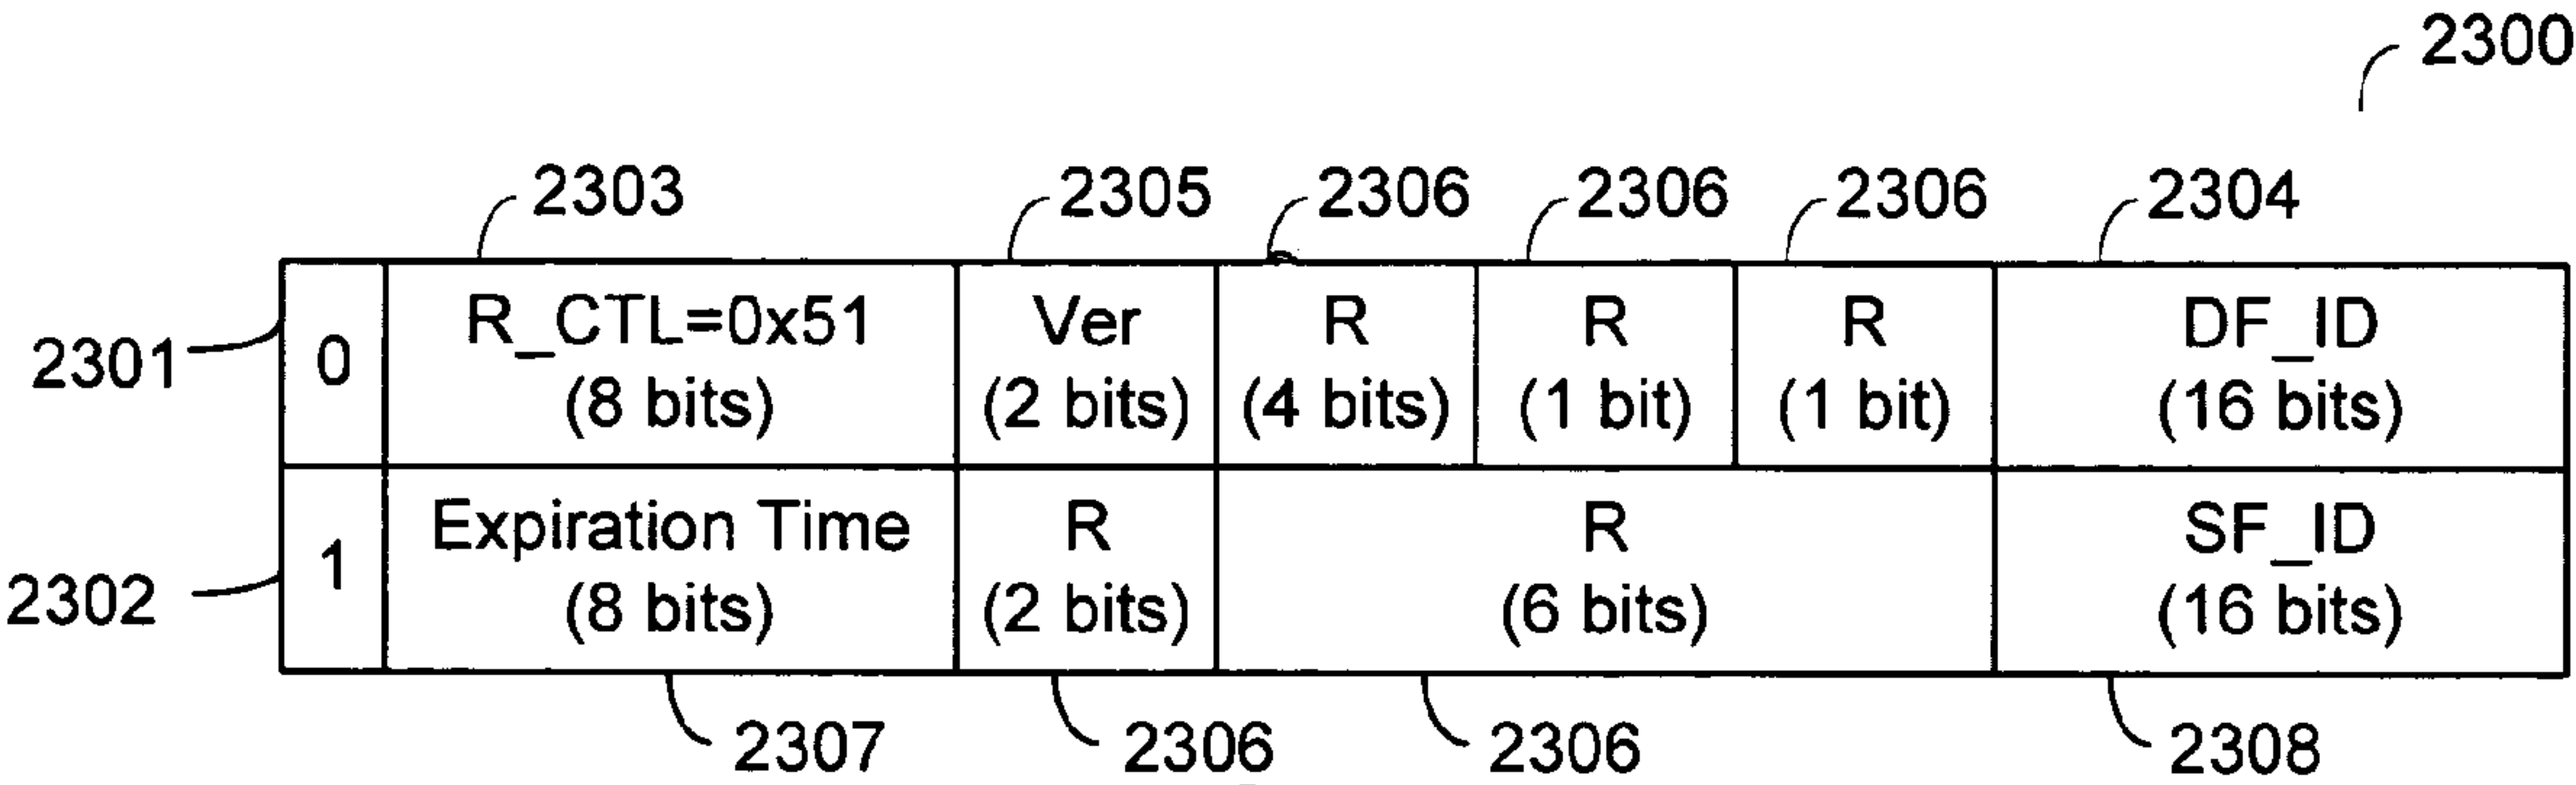 2300
2303 2305 2306 2306 2306 2304
2301 0 R_CTL=0x51 (8 bits) Ver (2 bits) R (4 bits) R (1 bit) R (1 bit) DF_ID (16 bits)
2302 1 Expiration Time (8 bits) R (2 bits) R (6 bits) SF_ID (16 bits)
2307 2306 2306 2308